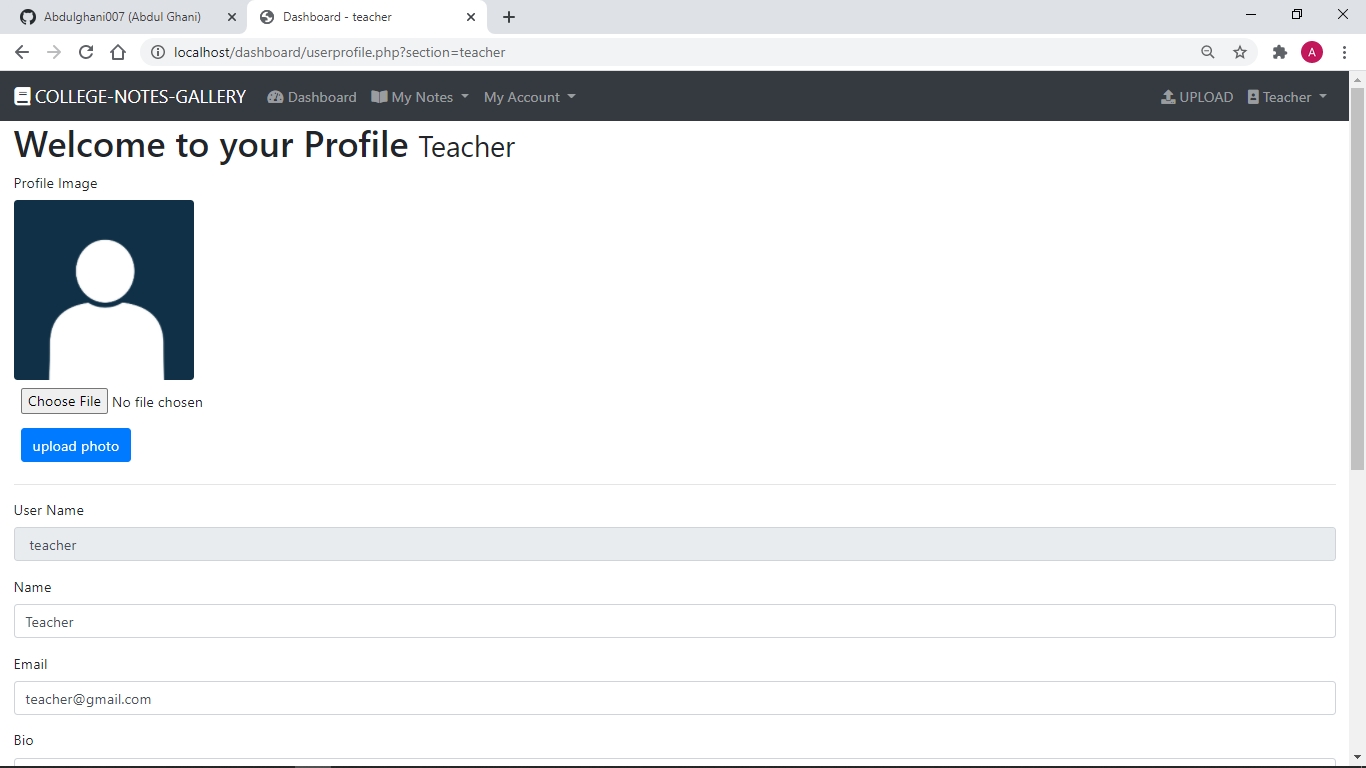 Abdulghani007 (Abdul Ghani)
Dashboard - teacher
localhost/dashboard/userprofile.php?section=teacher
A
COLLEGE-NOTES-GALLERY Dashboard My Notes My Account UPLOAD Teacher
Welcome to your Profile Teacher
Profile Image
Choose File No file chosen
upload photo
User Name
teacher
Name
Teacher
Email
teacher@gmail.com
Bio